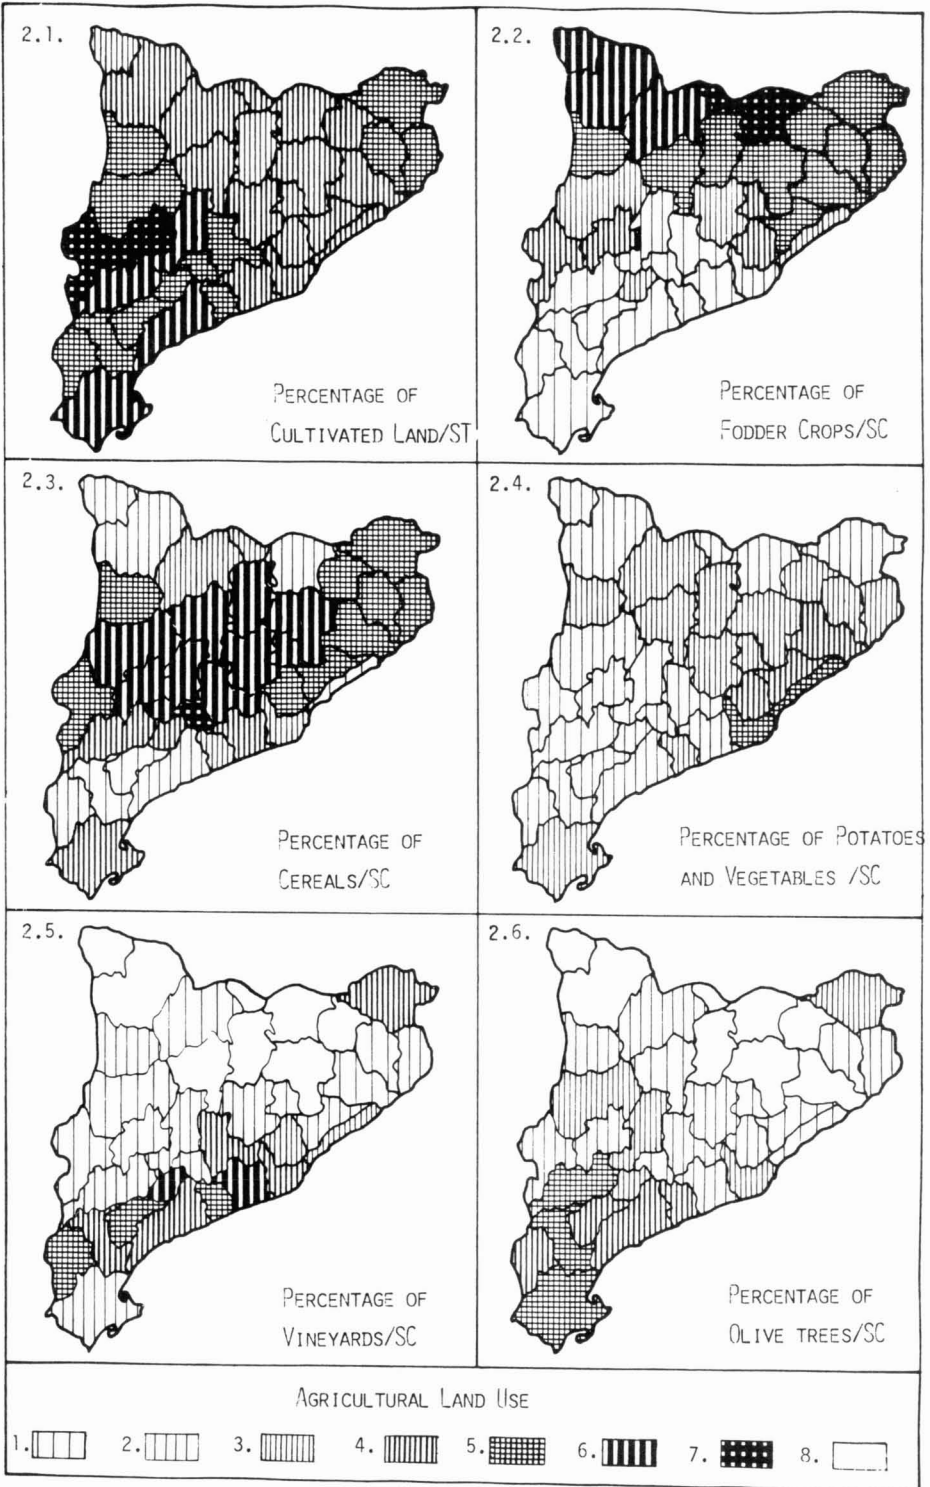 2.1.
PERCENTAGE OF
CULTIVATED LAND/ST
2.2.
PERCENTAGE OF
FODDER CROPS/SC
2.3.
PERCENTAGE OF
CEREALS/SC
2.4.
PERCENTAGE OF POTATOES
AND VEGETABLES /SC
2.5.
PERCENTAGE OF
VINEYARDS/SC
2.6.
PERCENTAGE OF
OLIVE TREES/SC
AGRICULTURAL LAND USE
1. 2. 3. 4. 5. 6. 7. 8.